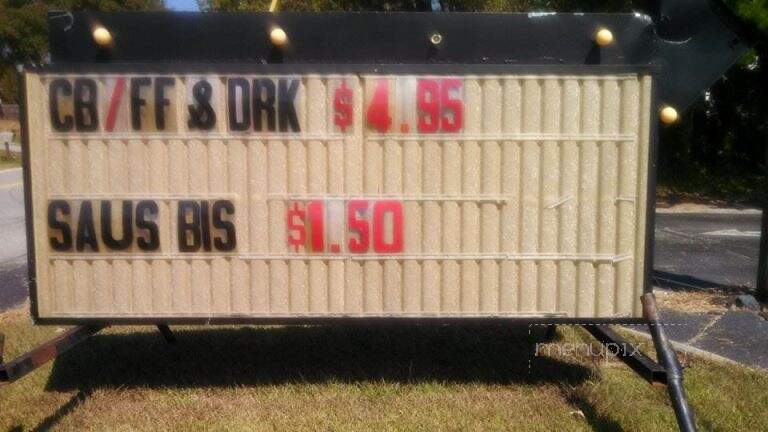 CB/FF & DRK $4.95
SAUS BIS $1.50
menupix